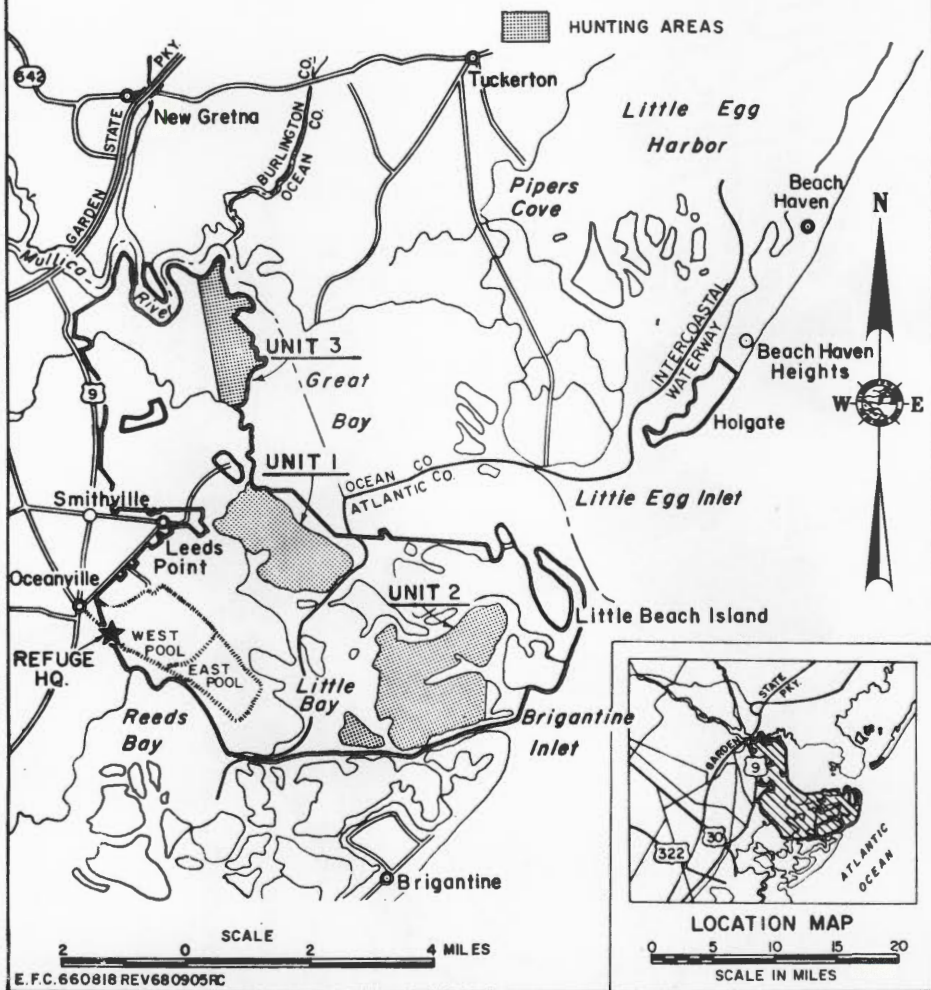 HUNTING AREAS
542
New Gretna
GARDEN STATE PKY.
BURLINGTON CO.
OCEAN CO.
Tuckerton
Little Egg
Harbor
Pipers
Cove
Beach
Haven
N
Mullica
River
INTERCOASTAL
WATERWAY
UNIT 3
Great
Bay
Beach Haven
Heights
W
E
Holgate
9
UNIT 1
OCEAN CO
ATLANTIC CO.
Little Egg Inlet
Smithville
Leeds
Point
Oceanville
UNIT 2
Little Beach Island
WEST
POOL
EAST
POOL
REFUGE
HQ.
Little
Bay
Reeds
Bay
Brigantine
Inlet
Brigantine
GARDEN STATE PKY.
9
30
322
ATLANTIC
OCEAN
LOCATION MAP
0 5 10 15 20
SCALE IN MILES
SCALE
2 0 2 4 MILES
E.F.C.660818 REV680905RC